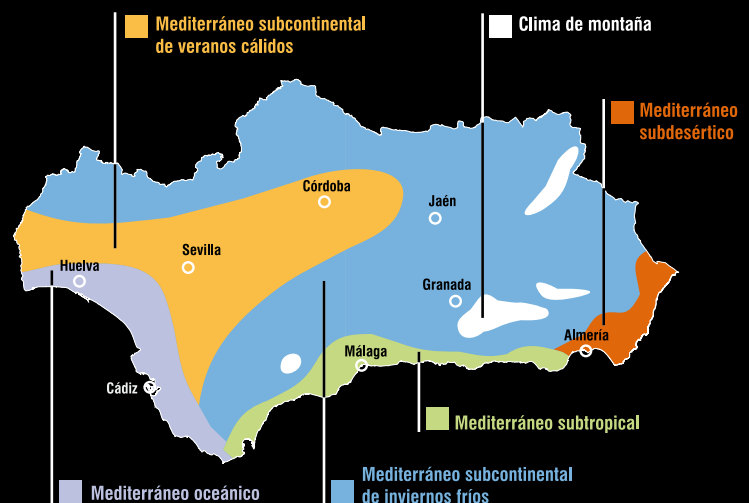 Mediterráneo subcontinental
de veranos cálidos
Clima de montaña
Mediterráneo
subdesértico
Córdoba
Jaén
Sevilla
Huelva
Granada
Almería
Málaga
Cádiz
Mediterráneo subtropical
Mediterráneo oceánico
Mediterráneo subcontinental
de inviernos fríos